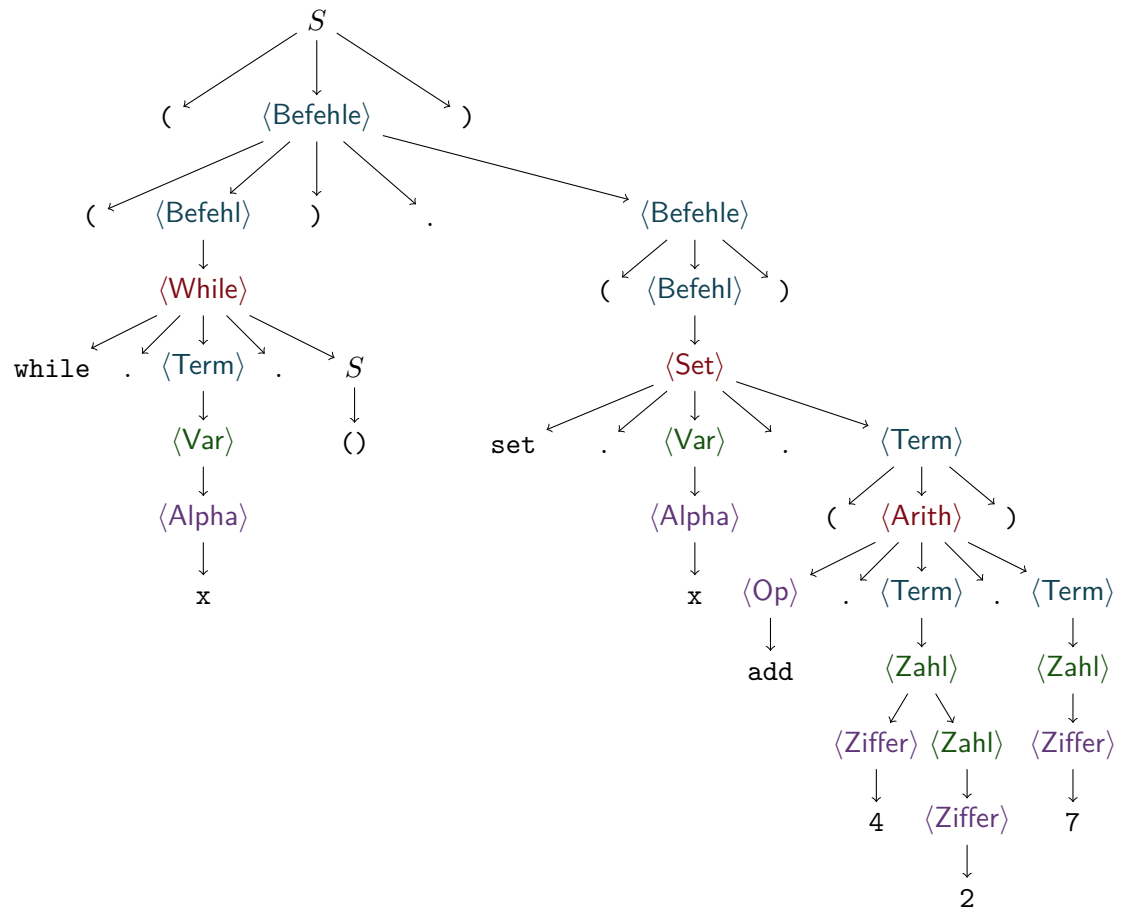 S
( ⟨Befehle⟩ )
( ⟨Befehl⟩ ) . ⟨Befehle⟩
⟨While⟩ ( ⟨Befehl⟩ )
while . ⟨Term⟩ . S ⟨Set⟩
⟨Var⟩ () set . ⟨Var⟩ . ⟨Term⟩
⟨Alpha⟩ ⟨Alpha⟩ ( ⟨Arith⟩ )
x x ⟨Op⟩ . ⟨Term⟩ . ⟨Term⟩
add ⟨Zahl⟩ ⟨Zahl⟩
⟨Ziffer⟩ ⟨Zahl⟩ ⟨Ziffer⟩
4 ⟨Ziffer⟩ 7
2